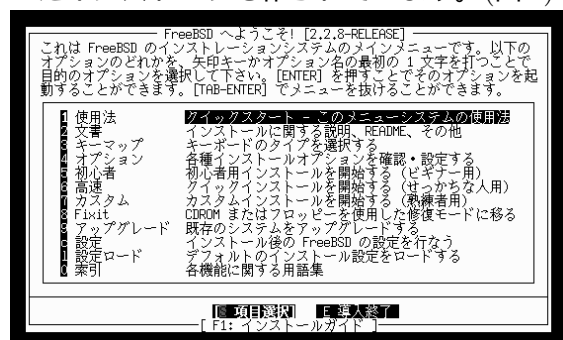 FreeBSD へようこそ! [2.2.8-RELEASE]
これは FreeBSD のインストレーションシステムのメインメニューです。以下の
オプションのどれかを、矢印キーかオプション名の最初の 1 文字を打つことで
目的のオプションを選択して下さい。[ENTER] を押すことでそのオプションを起
動することができます。[TAB-ENTER] でメニューを抜けることができます。
1 使用法 クイックスタート - このメニューシステムの使用法
2 文書 インストールに関する説明、README、その他
3 キーマップ キーボードのタイプを選択する
4 オプション 各種インストールオプションを確認・設定する
5 初心者 初心者用インストールを開始する (ビギナー用)
6 高速 クイックインストールを開始する (せっかちな人用)
7 カスタム カスタムインストールを開始する (熟練者用)
8 Fixit CDROM またはフロッピーを使用した修復モードに移る
9 アップグレード 既存のシステムをアップグレードする
c 設定 インストール後の FreeBSD の設定を行なう
l 設定ロード デフォルトのインストール設定をロードする
0 索引 各機能に関する用語集
S 項目選択 E 導入終了
[ F1: インストールガイド ]